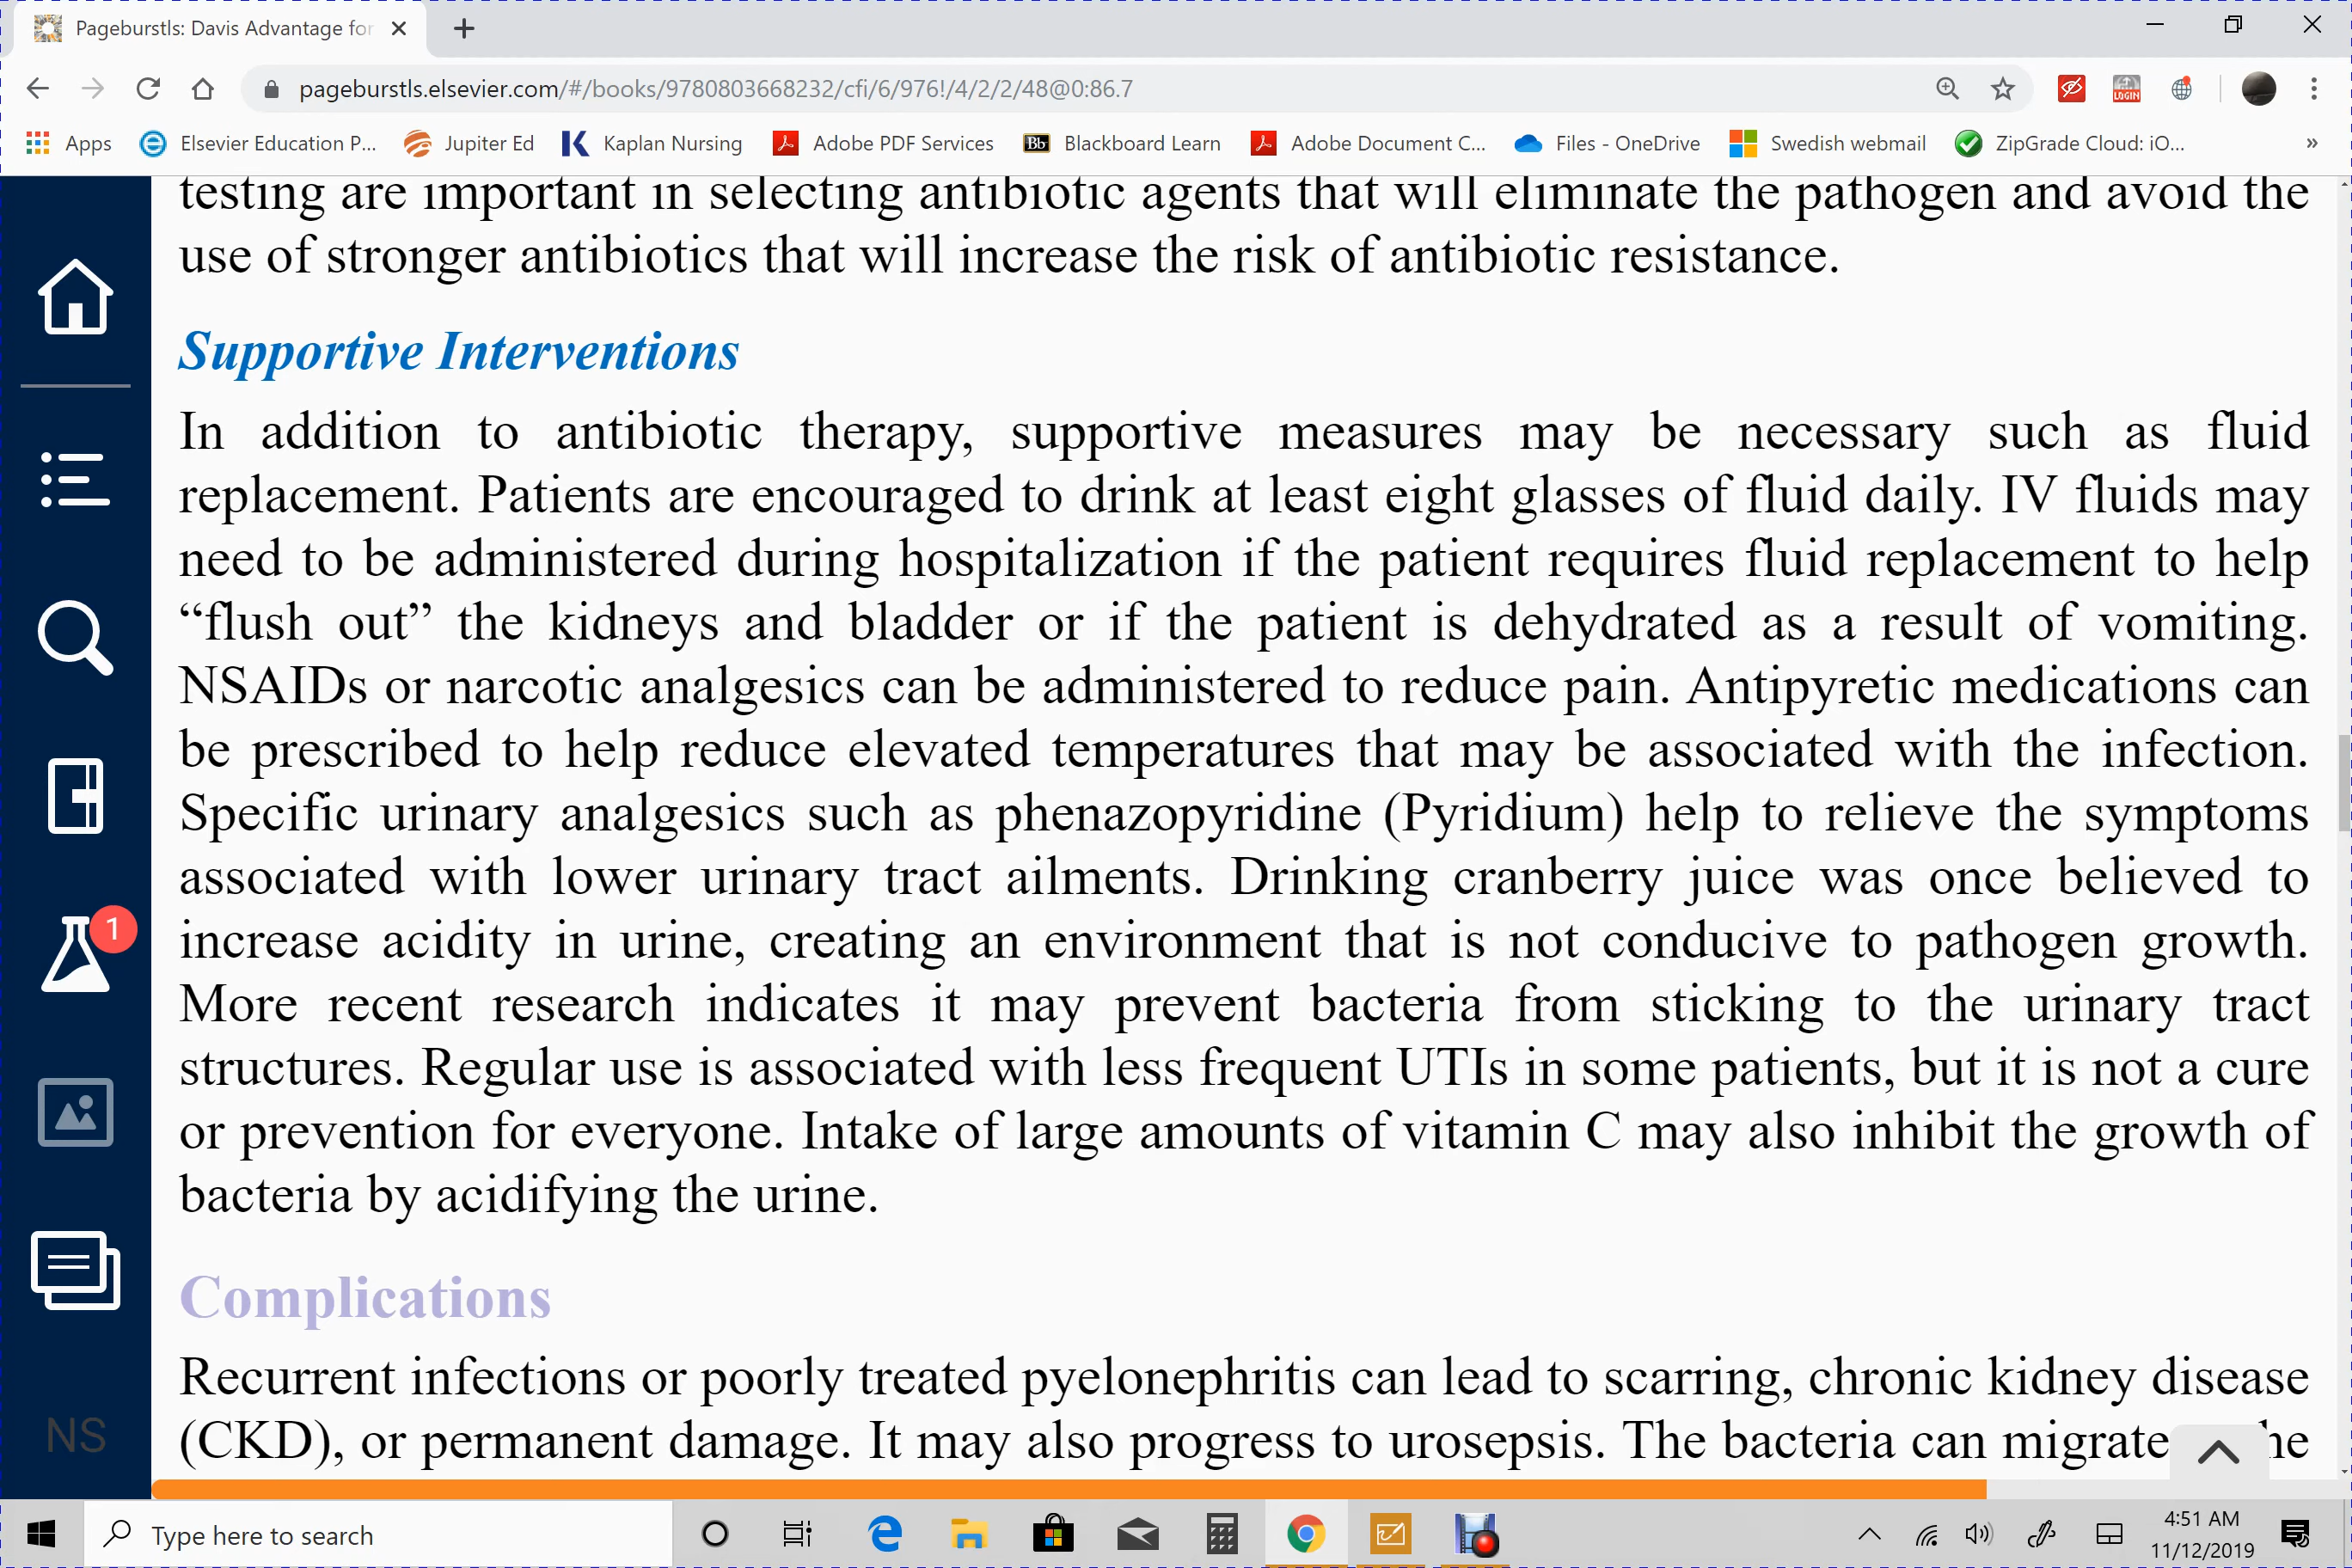 Pageburstls: Davis Advantage for
pageburstls.elsevier.com/#/books/9780803668232/cfi/6/976!/4/2/2/48@0:86.7
LOGIN
Apps
Elsevier Education P...
Jupiter Ed
Kaplan Nursing
Adobe PDF Services
Bb
Blackboard Learn
Adobe Document C...
Files - OneDrive
Swedish webmail
ZipGrade Cloud: iO...
»
testing are important in selecting antibiotic agents that will eliminate the pathogen and avoid the
use of stronger antibiotics that will increase the risk of antibiotic resistance.
Supportive Interventions
In addition to antibiotic therapy, supportive measures may be necessary such as fluid
replacement. Patients are encouraged to drink at least eight glasses of fluid daily. IV fluids may
need to be administered during hospitalization if the patient requires fluid replacement to help
“flush out” the kidneys and bladder or if the patient is dehydrated as a result of vomiting.
NSAIDs or narcotic analgesics can be administered to reduce pain. Antipyretic medications can
be prescribed to help reduce elevated temperatures that may be associated with the infection.
Specific urinary analgesics such as phenazopyridine (Pyridium) help to relieve the symptoms
associated with lower urinary tract ailments. Drinking cranberry juice was once believed to
increase acidity in urine, creating an environment that is not conducive to pathogen growth.
More recent research indicates it may prevent bacteria from sticking to the urinary tract
structures. Regular use is associated with less frequent UTIs in some patients, but it is not a cure
or prevention for everyone. Intake of large amounts of vitamin C may also inhibit the growth of
bacteria by acidifying the urine.
Complications
Recurrent infections or poorly treated pyelonephritis can lead to scarring, chronic kidney disease
(CKD), or permanent damage. It may also progress to urosepsis. The bacteria can migrate
1
NS
Type here to search
4:51 AM
11/12/2019